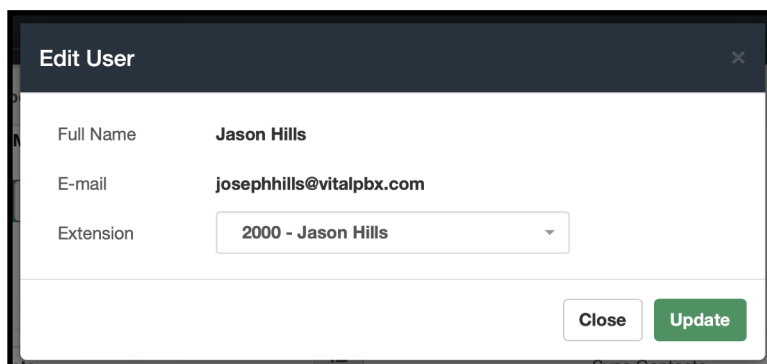 Edit User
×
Full Name Jason Hills
E-mail josephhills@vitalpbx.com
Extension 2000 - Jason Hills
Close Update